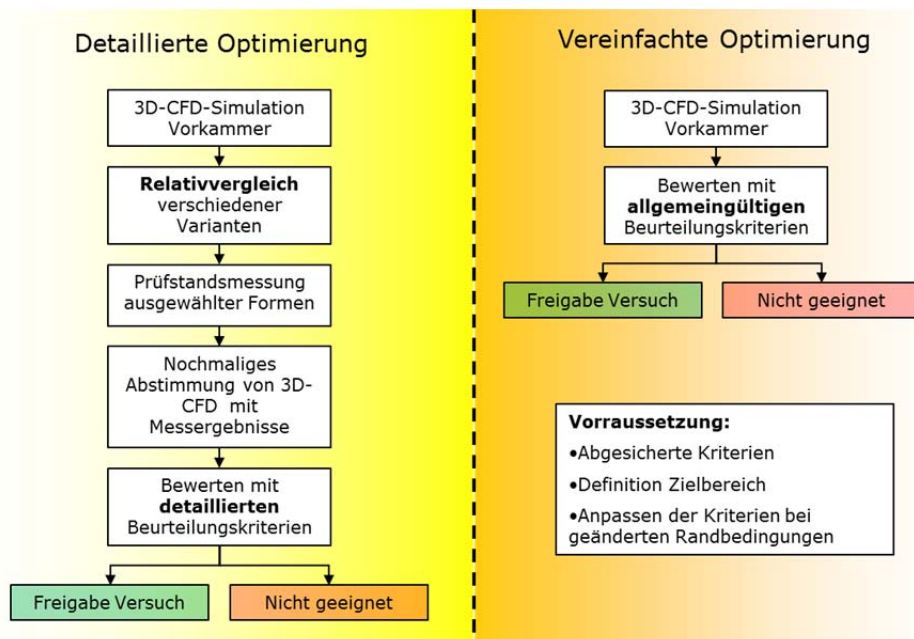 Detaillierte Optimierung
3D-CFD-Simulation
Vorkammer
Relativvergleich
verschiedener
Varianten
Prüfstandsmessung
ausgewählter Formen
Nochmaliges
Abstimmung von 3D-
CFD mit
Messergebnisse
Bewerten mit
detaillierten
Beurteilungskriterien
Freigabe Versuch
Nicht geeignet
Vereinfachte Optimierung
3D-CFD-Simulation
Vorkammer
Bewerten mit
allgemeingültigen
Beurteilungskriterien
Freigabe Versuch
Nicht geeignet
Vorraussetzung:
•Abgesicherte Kriterien
•Definition Zielbereich
•Anpassen der Kriterien bei
geänderten Randbedingungen